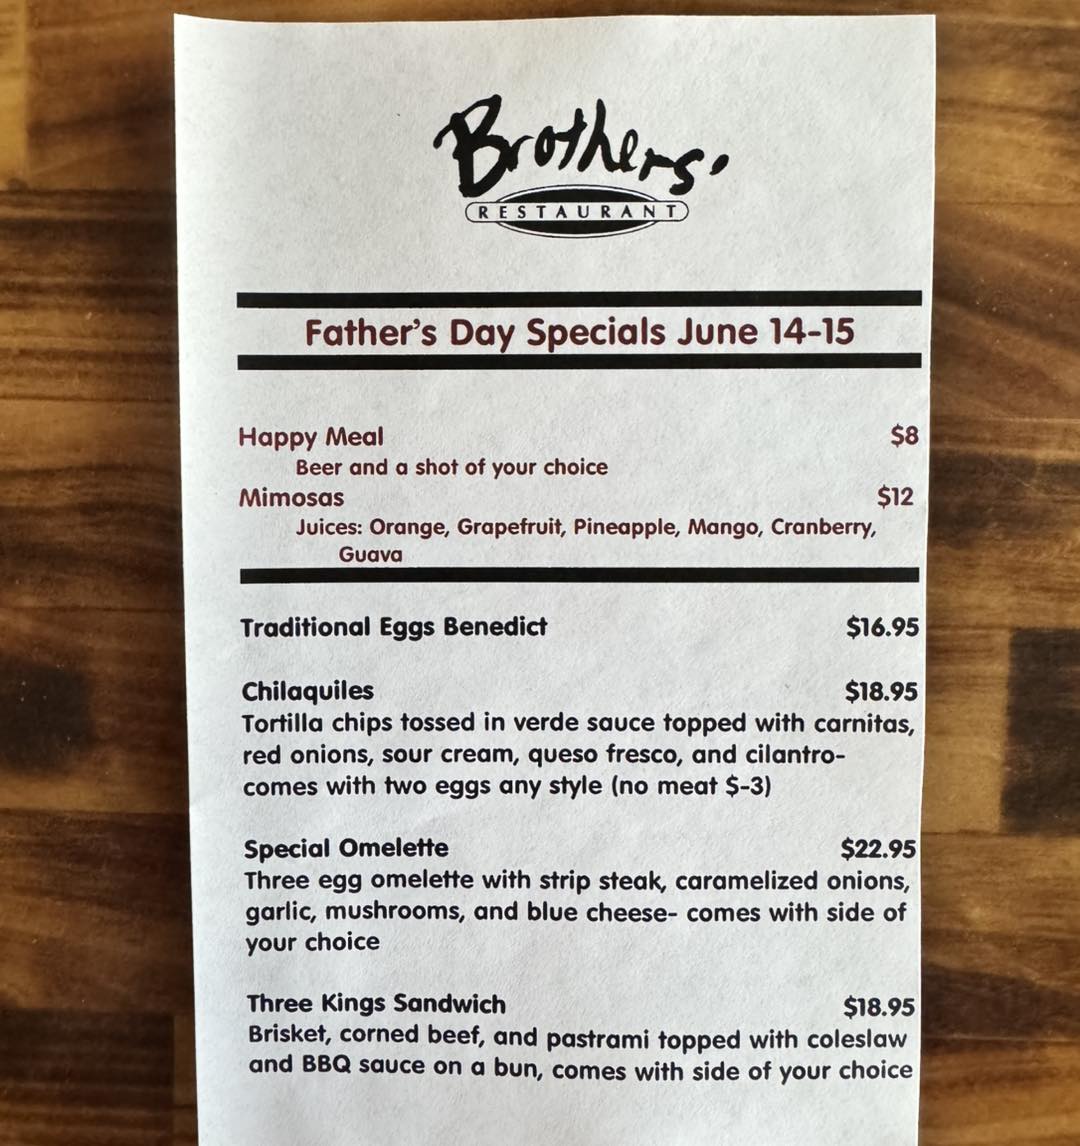 Brothers'
RESTAURANT
Father's Day Specials June 14-15
Happy Meal $8
Beer and a shot of your choice
Mimosas $12
Juices: Orange, Grapefruit, Pineapple, Mango, Cranberry,
Guava
Traditional Eggs Benedict $16.95
Chilaquiles $18.95
Tortilla chips tossed in verde sauce topped with carnitas,
red onions, sour cream, queso fresco, and cilantro-
comes with two eggs any style (no meat $-3)
Special Omelette $22.95
Three egg omelette with strip steak, caramelized onions,
garlic, mushrooms, and blue cheese- comes with side of
your choice
Three Kings Sandwich $18.95
Brisket, corned beef, and pastrami topped with coleslaw
and BBQ sauce on a bun, comes with side of your choice